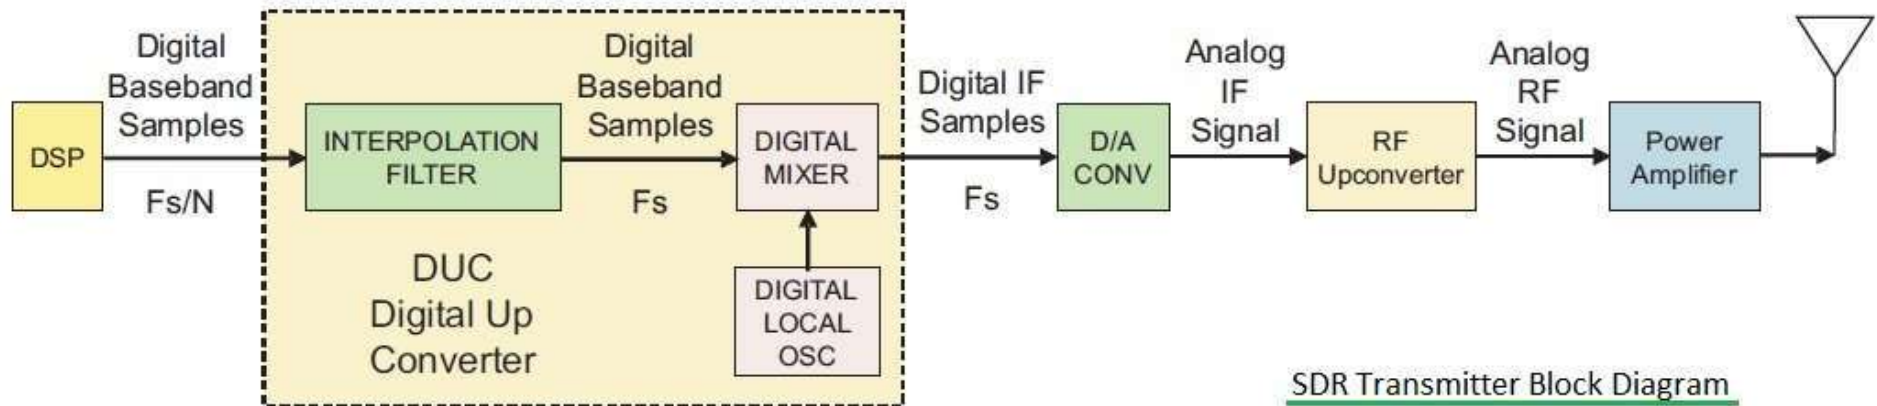 DSP
Digital
Baseband
Samples
Fs/N
INTERPOLATION
FILTER
Digital
Baseband
Samples
Fs
DIGITAL
MIXER
DIGITAL
LOCAL
OSC
DUC
Digital Up
Converter
Digital IF
Samples
Fs
D/A
CONV
Analog
IF
Signal
RF
Upconverter
Analog
RF
Signal
Power
Amplifier
SDR Transmitter Block Diagram